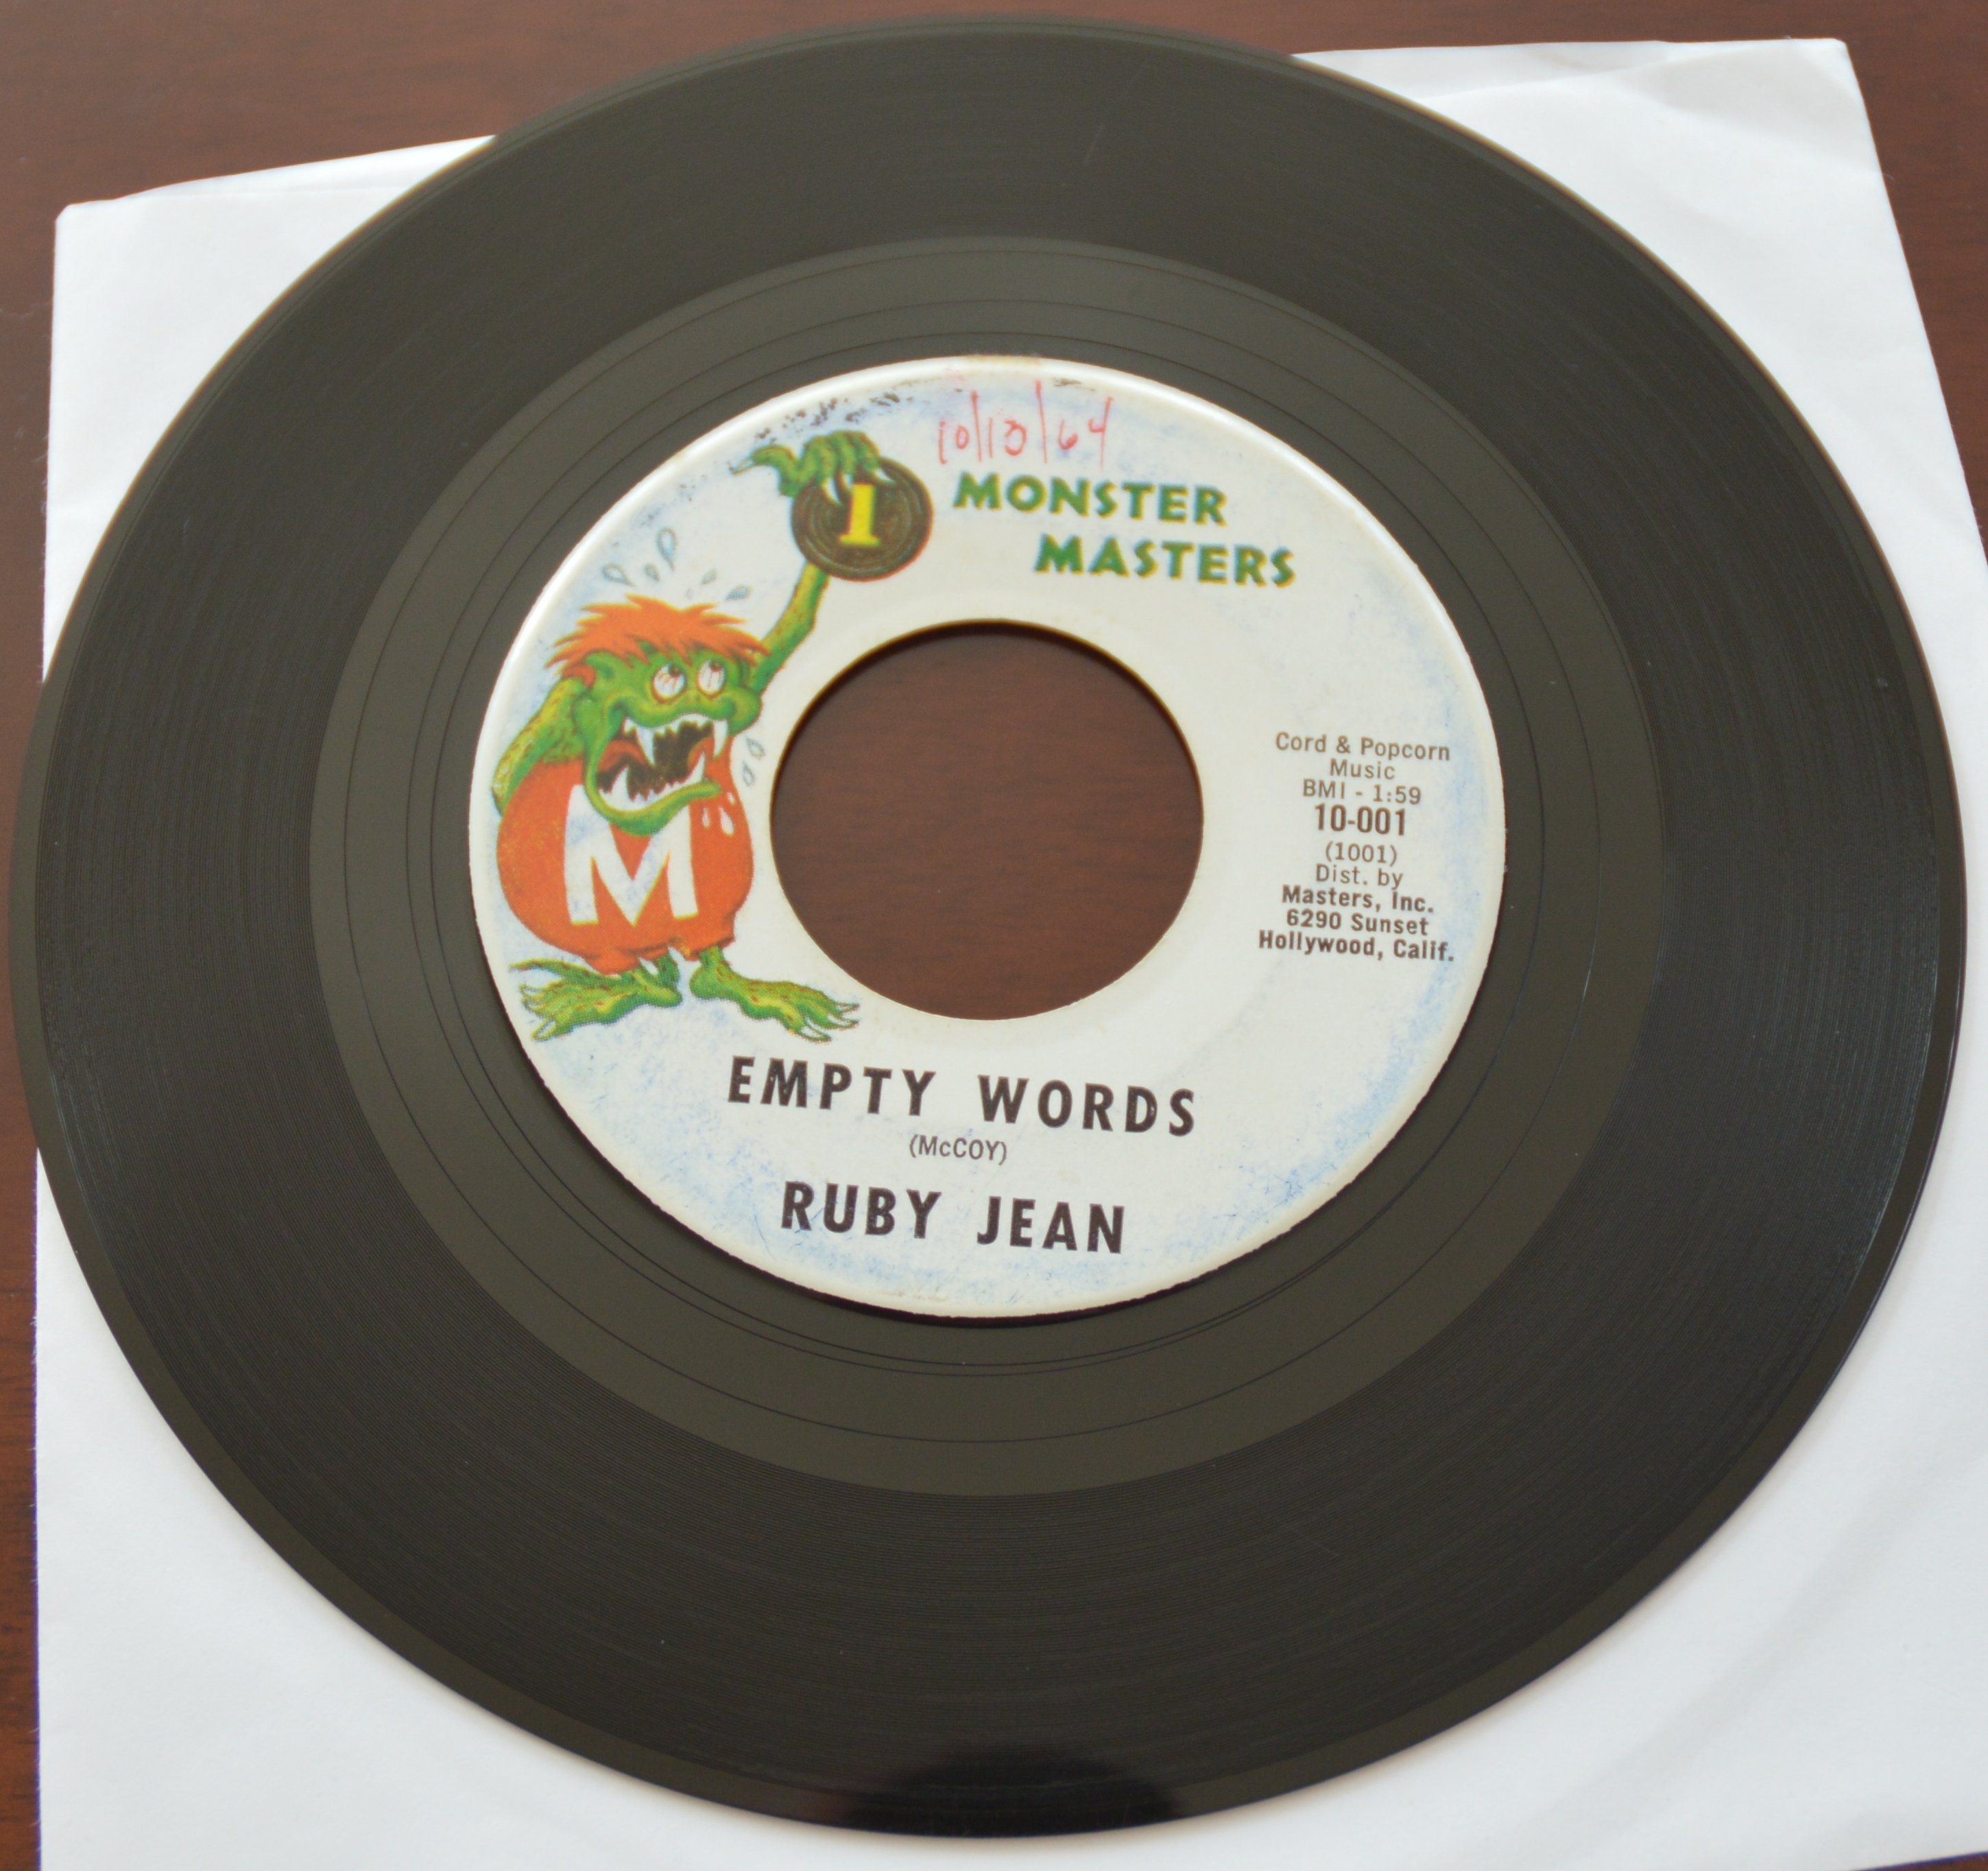 10/13/64
1
MONSTER
MASTERS
M
Cord & Popcorn
Music
BMI - 1:59
10-001
(1001)
Dist. by
Masters, Inc.
6290 Sunset
Hollywood, Calif.
EMPTY WORDS
(McCOY)
RUBY JEAN